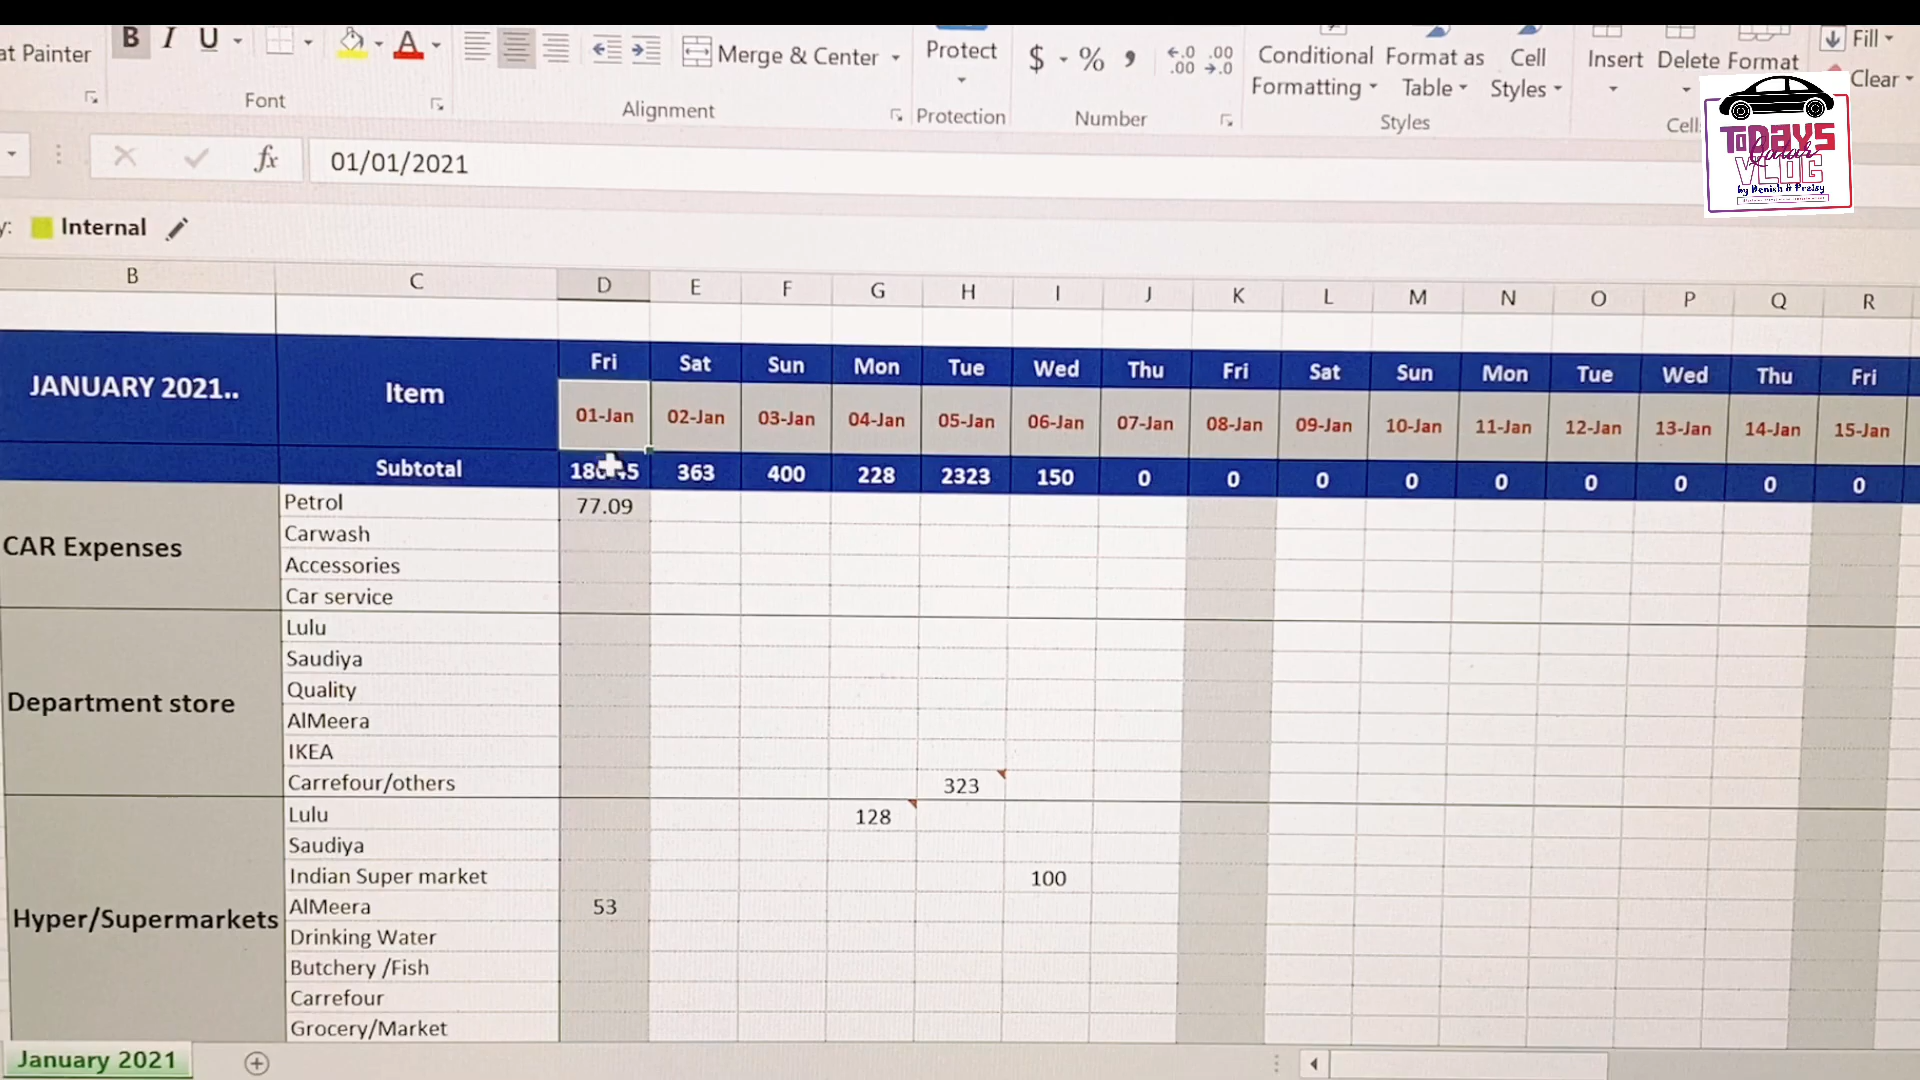 at Painter
B I U A
Merge & Center
Protect
$ % ,
Conditional Formatting
Format as Table
Cell Styles
Insert Delete Format
Fill
Clear
Font
Alignment
Protection
Number
Styles
Cell
fx 01/01/2021
y: Internal
B C D E F G H I J K L M N O P Q R
JANUARY 2021.. Item Fri Sat Sun Mon Tue Wed Thu Fri Sat Sun Mon Tue Wed Thu Fri
01-Jan 02-Jan 03-Jan 04-Jan 05-Jan 06-Jan 07-Jan 08-Jan 09-Jan 10-Jan 11-Jan 12-Jan 13-Jan 14-Jan 15-Jan
Subtotal 363 400 228 2323 150 0 0 0 0 0 0 0 0 0
CAR Expenses
Petrol 77.09
Carwash
Accessories
Car service
Department store
Lulu
Saudiya
Quality
AlMeera
IKEA
Carrefour/others 323
Hyper/Supermarkets
Lulu 128
Saudiya
Indian Super market 100
AlMeera 53
Drinking Water
Butchery /Fish
Carrefour
Grocery/Market
January 2021
TODAYS
Qatar
VLOG
by Denish & Praisy